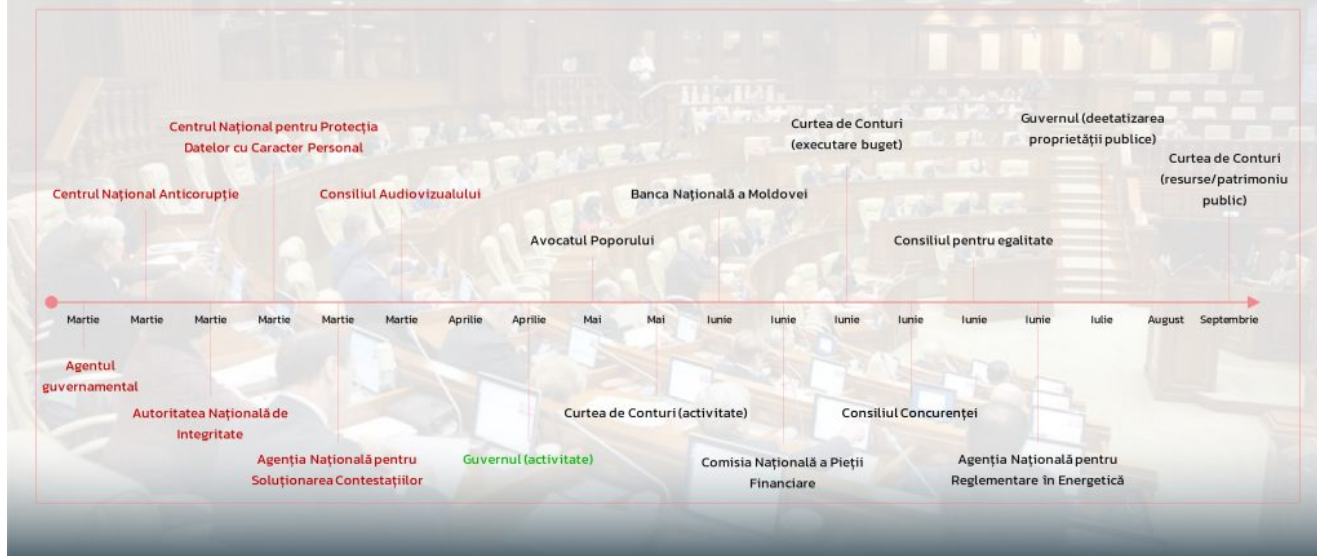 Centrul Național pentru Protecția
Datelor cu Caracter Personal
Curtea de Conturi
(executare buget)
Guvernul (deetatizarea
proprietății publice)
Curtea de Conturi
(resurse/patrimoniu
public)
Centrul Național Anticorupție
Consiliul Audiovizualului
Banca Națională a Moldovei
Avocatul Poporului
Consiliul pentru egalitate
Martie Martie Martie Martie Martie Martie Aprilie Aprilie Mai Mai Iunie Iunie Iunie Iunie Iunie Iunie Iulie August Septembrie
Agentul
guvernamental
Autoritatea Națională de
Integritate
Curtea de Conturi (activitate)
Consiliul Concurenței
Agenția Națională pentru
Soluționarea Contestațiilor
Guvernul (activitate)
Comisia Națională a Pieții
Financiare
Agenția Națională pentru
Reglementare în Energetică